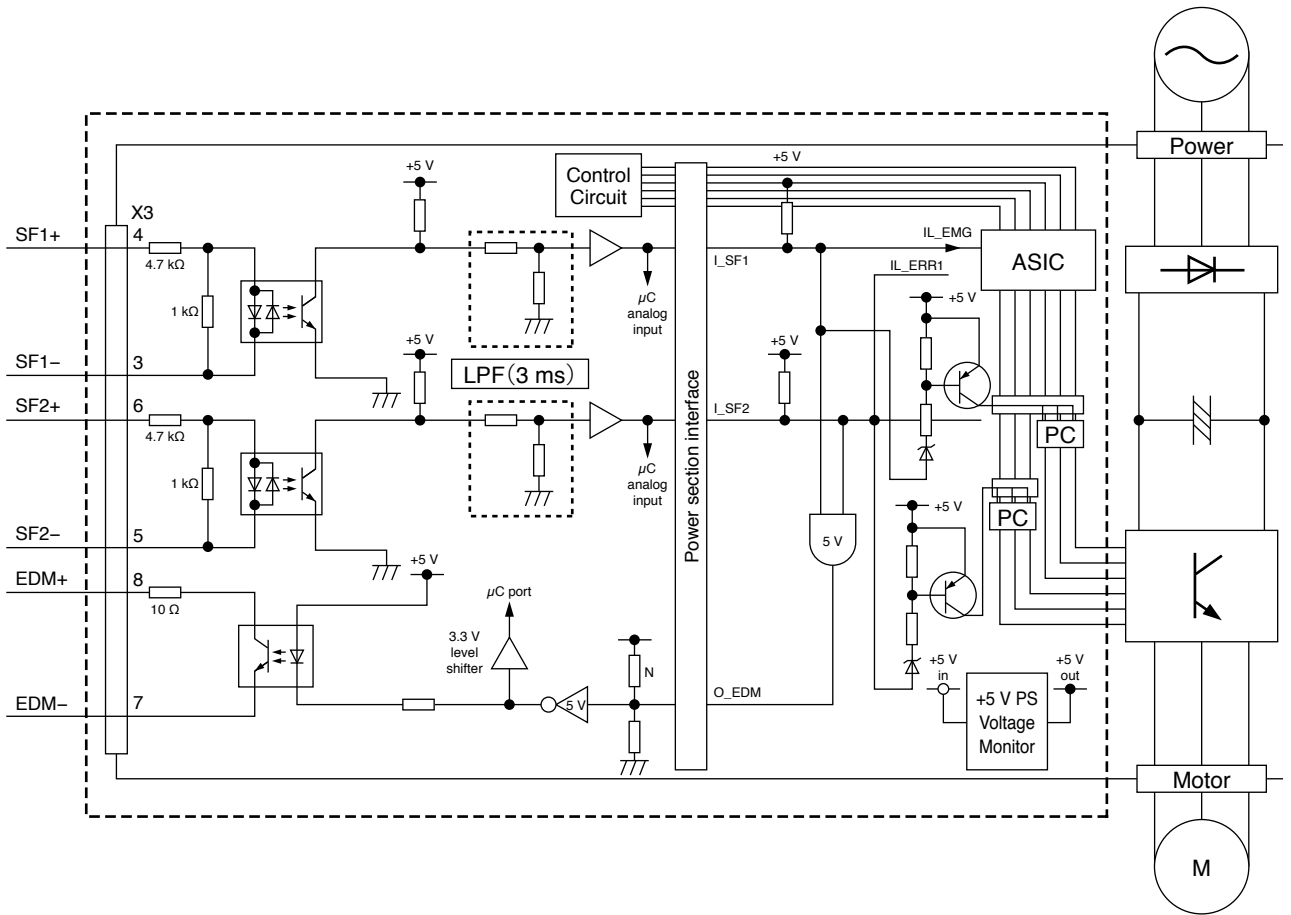 Power
+5 V
+5 V
Control
Circuit
X3
SF1+
4
4.7 kΩ
1 kΩ
I_SF1
IL_EMG
IL_ERR1
ASIC
µC
analog
input
+5 V
+5 V
+5 V
SF1−
3
LPF(3 ms)
SF2+
6
4.7 kΩ
1 kΩ
I_SF2
PC
µC
analog
input
Power section interface
+5 V
PC
5 V
SF2−
5
+5 V
EDM+
8
10 Ω
µC port
3.3 V
level
shifter
N
+5 V
in
+5 V
out
O_EDM
EDM−
7
5 V
+5 V PS
Voltage
Monitor
Motor
M